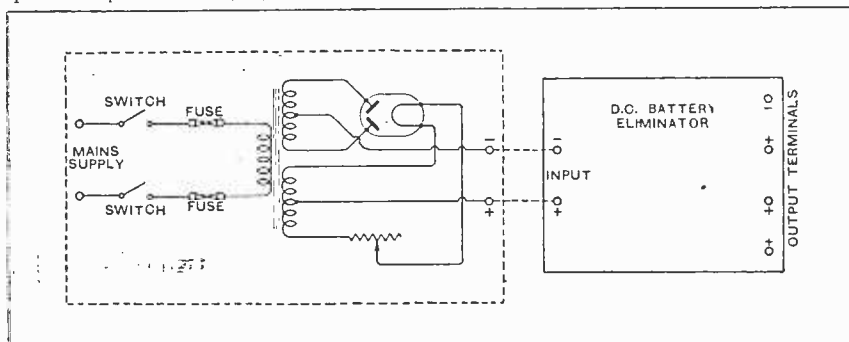 SWITCH
FUSE
MAINS
SUPPLY
SWITCH
FUSE
−
+
−
INPUT
+
D.C. BATTERY
ELIMINATOR
−
+
+
+
OUTPUT TERMINALS